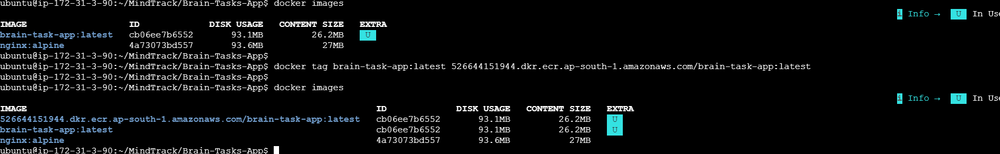 ubuntu@ip-172-31-3-90:~/MindTrack/Brain-Tasks-App$ docker images
i Info → U In Use
IMAGE ID DISK USAGE CONTENT SIZE EXTRA
brain-task-app:latest cb06ee7b6552 93.1MB 26.2MB U
nginx:alpine 4a73073bd557 93.6MB 27MB
ubuntu@ip-172-31-3-90:~/MindTrack/Brain-Tasks-App$
ubuntu@ip-172-31-3-90:~/MindTrack/Brain-Tasks-App$ docker tag brain-task-app:latest 526644151944.dkr.ecr.ap-south-1.amazonaws.com/brain-task-app:latest
ubuntu@ip-172-31-3-90:~/MindTrack/Brain-Tasks-App$
ubuntu@ip-172-31-3-90:~/MindTrack/Brain-Tasks-App$ docker images
i Info → U In Use
IMAGE ID DISK USAGE CONTENT SIZE EXTRA
526644151944.dkr.ecr.ap-south-1.amazonaws.com/brain-task-app:latest cb06ee7b6552 93.1MB 26.2MB U
brain-task-app:latest cb06ee7b6552 93.1MB 26.2MB U
nginx:alpine 4a73073bd557 93.6MB 27MB
ubuntu@ip-172-31-3-90:~/MindTrack/Brain-Tasks-App$